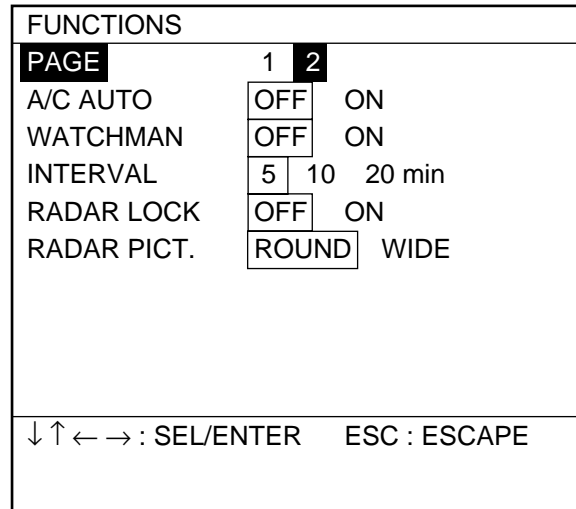 FUNCTIONS
PAGE 1 2
A/C AUTO OFF ON
WATCHMAN OFF ON
INTERVAL 5 10 20 min
RADAR LOCK OFF ON
RADAR PICT. ROUND WIDE
↓↑←→ : SEL/ENTER ESC : ESCAPE